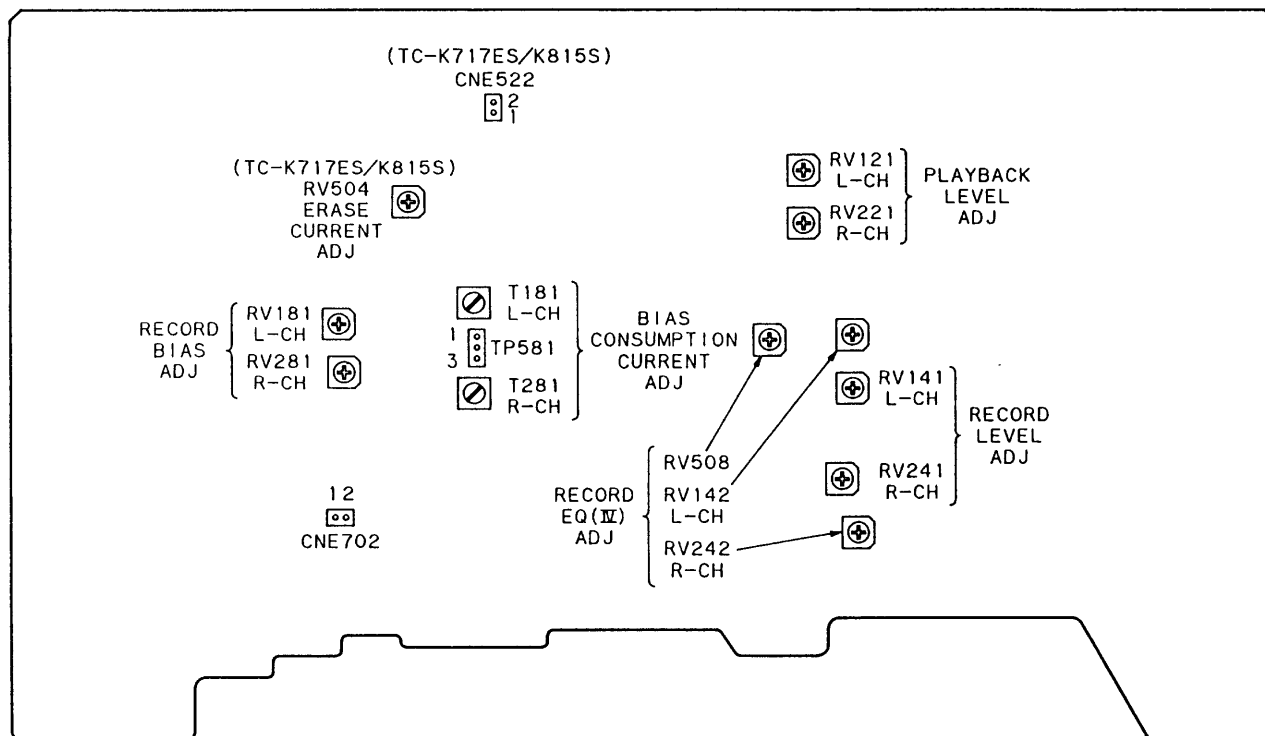 (TC-K717ES/K815S)
CNE522
2
1
(TC-K717ES/K815S)
RV504
ERASE
CURRENT
ADJ
RV121
L-CH
RV221
R-CH
PLAYBACK
LEVEL
ADJ
RECORD
BIAS
ADJ
RV181
L-CH
RV281
R-CH
T181
L-CH
1
TP581
3
T281
R-CH
BIAS
CONSUMPTION
CURRENT
ADJ
RV141
L-CH
RV241
R-CH
RECORD
LEVEL
ADJ
RECORD
EQ(Ⅳ)
ADJ
RV508
RV142
L-CH
RV242
R-CH
12
CNE702